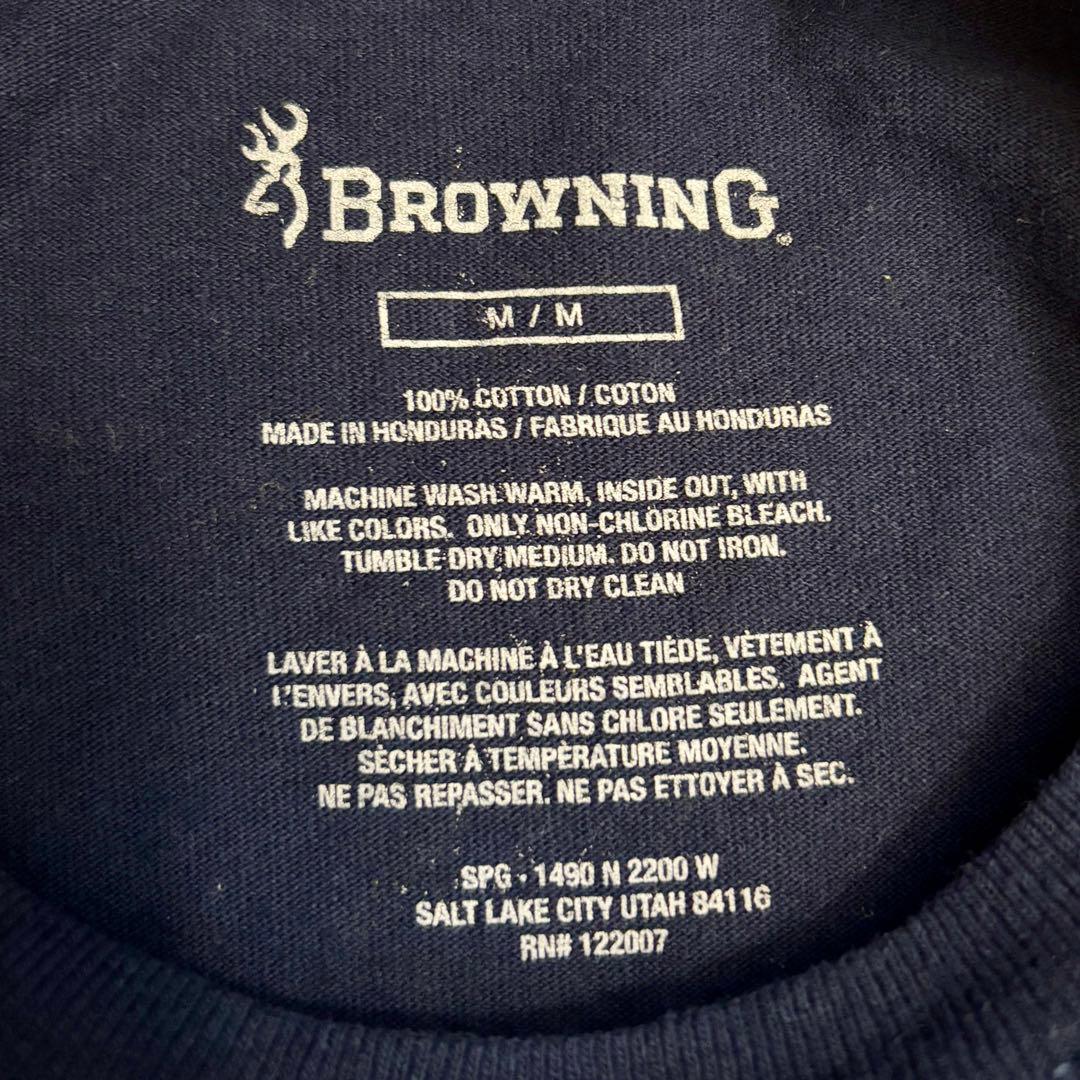 BROWNING®
M / M
100% COTTON / COTON
MADE IN HONDURAS / FABRIQUE AU HONDURAS
MACHINE WASH WARM, INSIDE OUT, WITH
LIKE COLORS. ONLY NON-CHLORINE BLEACH.
TUMBLE DRY MEDIUM. DO NOT IRON.
DO NOT DRY CLEAN
LAVER À LA MACHINE À L'EAU TIÈDE, VÊTEMENT À
L'ENVERS, AVEC COULEURS SEMBLABLES. AGENT
DE BLANCHIMENT SANS CHLORE SEULEMENT.
SÈCHER À TEMPÈRATURE MOYENNE.
NE PAS REPASSER. NE PAS ETTOYER À SEC.
SPG - 1490 N 2200 W
SALT LAKE CITY UTAH 84116
RN# 122007